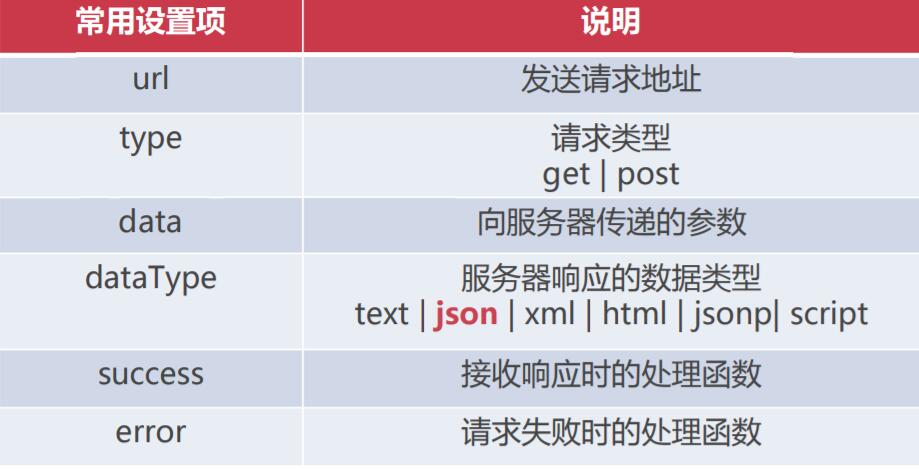 常用设置项 说明
url 发送请求地址
type 请求类型
get | post
data 向服务器传递的参数
dataType 服务器响应的数据类型
text | json | xml | html | jsonp| script
success 接收响应时的处理函数
error 请求失败时的处理函数